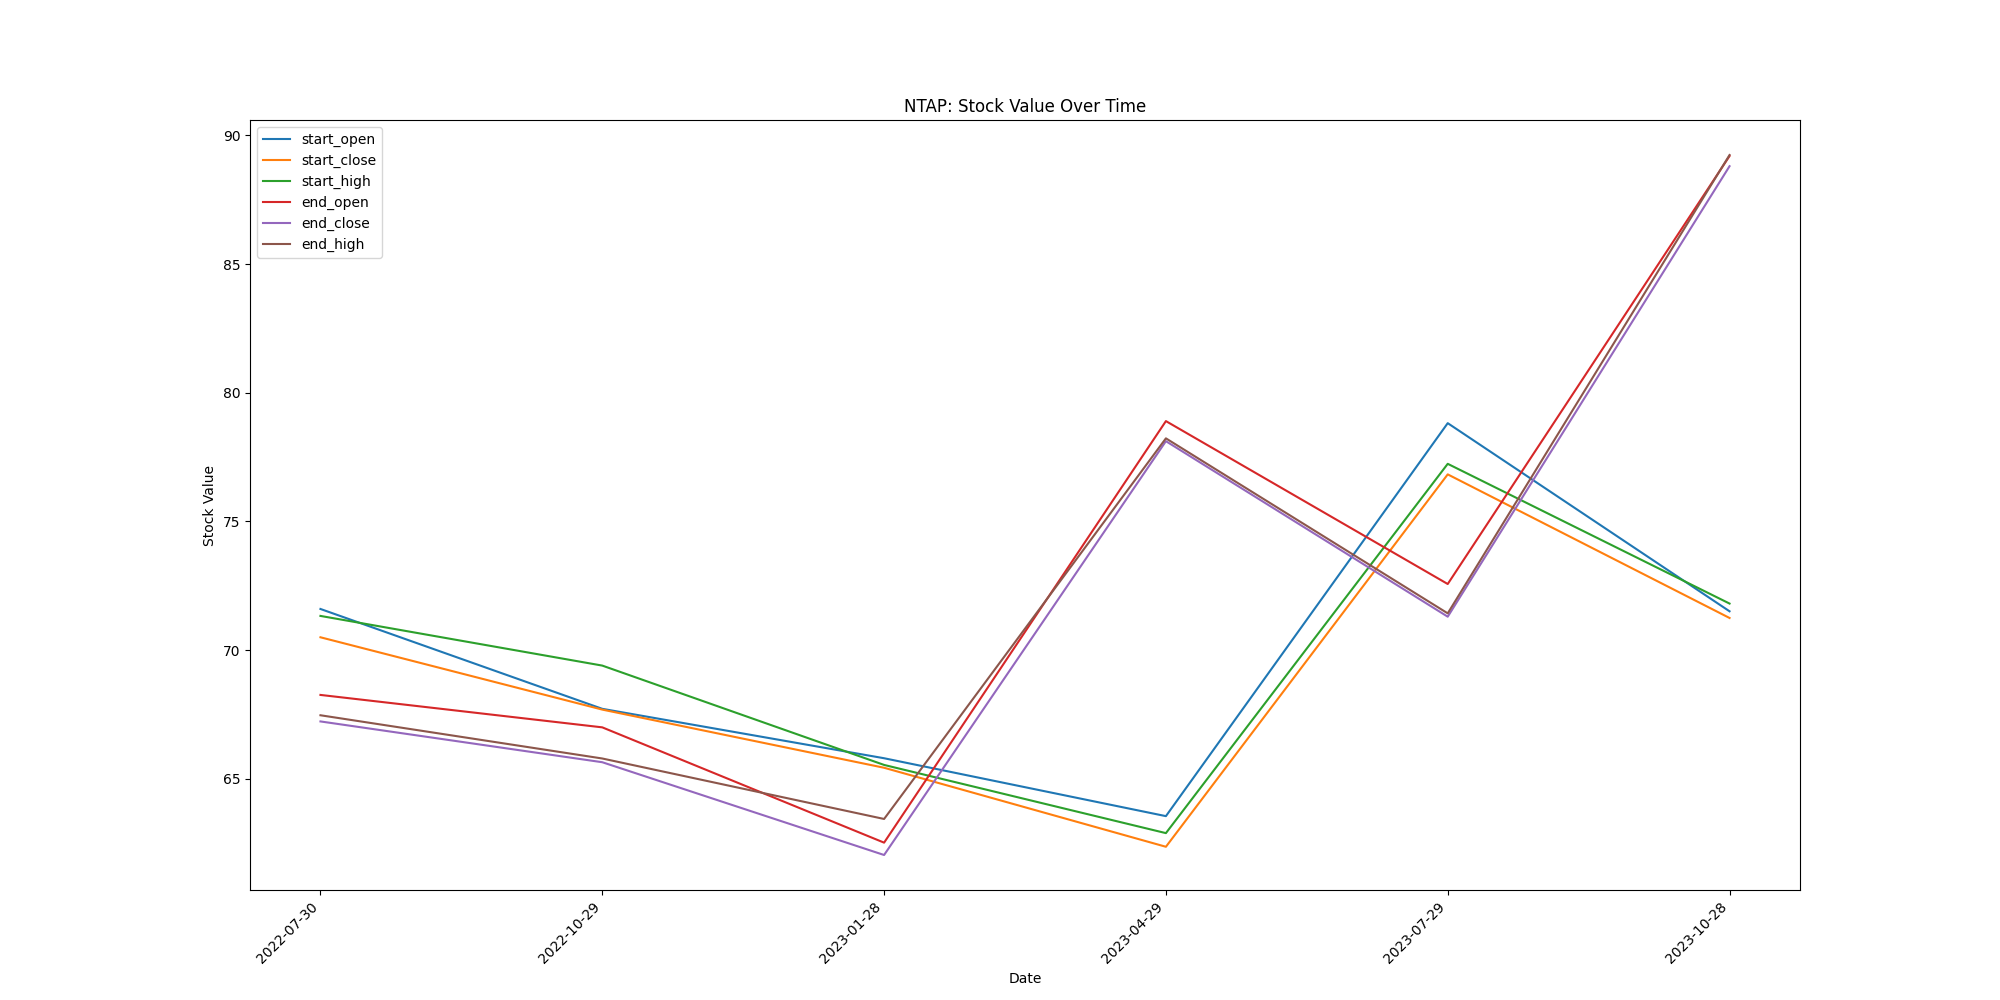 NTAP: Stock Value Over Time
90
85
80
75
70
65
Stock Value
start_open
start_close
start_high
end_open
end_close
end_high
2022-07-30
2022-10-29
2023-01-28
2023-04-29
2023-07-29
2023-10-28
Date